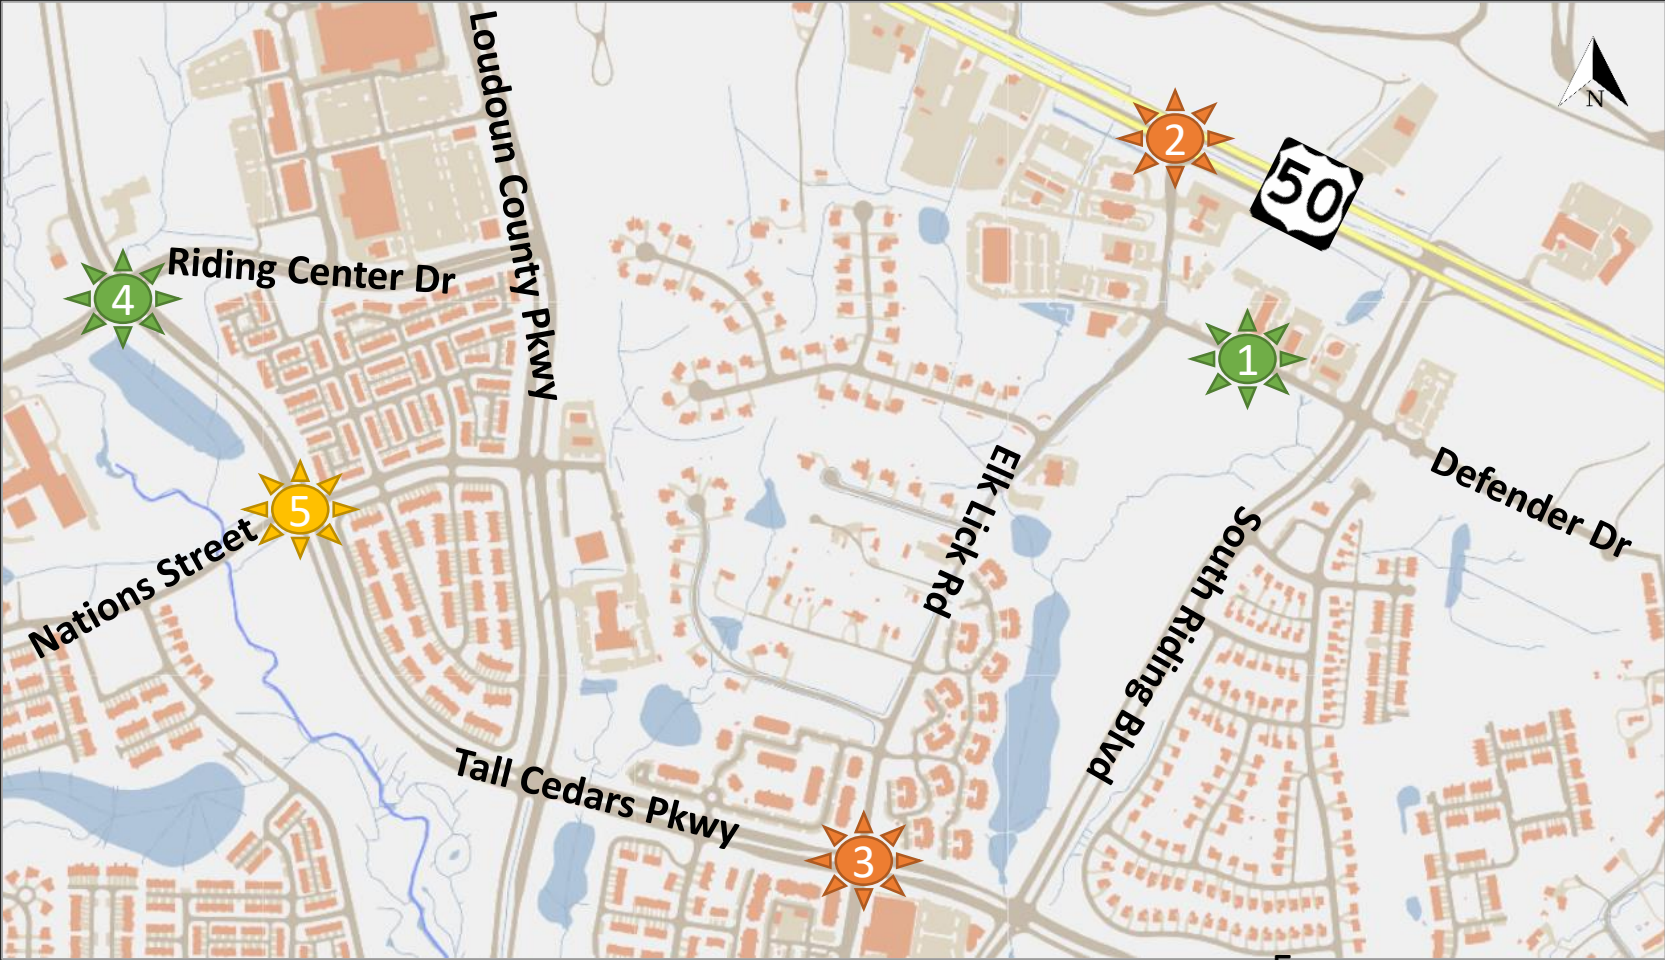 Loudoun County Pkwy
N
2
50
Riding Center Dr
4
1
Elk Lick Rd
Defender Dr
5
Nations Street
South Riding Blvd
Tall Cedars Pkwy
3